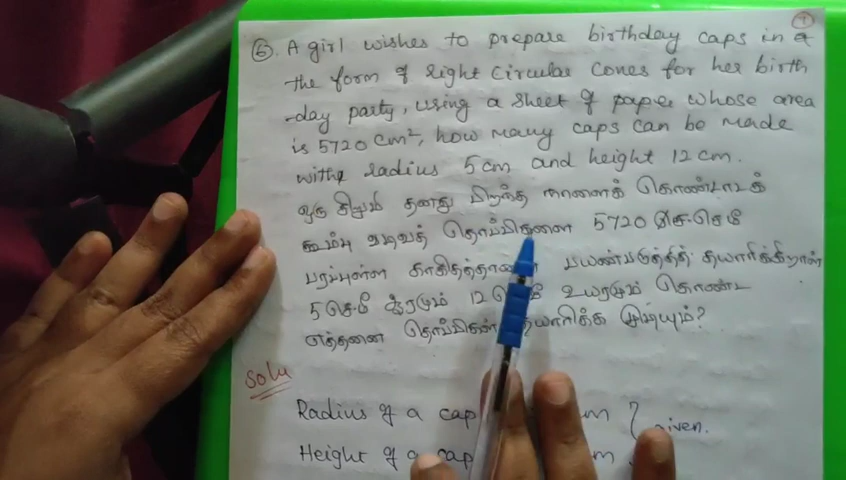 1
6. A girl wishes to prepare birthday caps in a
the form of right circular cones for her birth
-day party, using a sheet of paper whose area
is 5720 cm², how many caps can be made
with radius 5 cm and height 12 cm.
ஒரு சிறுமி தனது பிறந்த நாளைக் கொண்டாடக்
கூம்பு வடிவத் தொப்பிகளை 5720 ச.செ.மீ
பரப்புள்ள பயன்படுத்தித் தயாரிக்கிறாள்
5 செ.மீ ஆரமும் 12 உயரமும் கொண்ட
எத்தனை தொப்பிகள் தயாரிக்க முடியும்?
Solu
Radius of a cap given.
Height of a cap